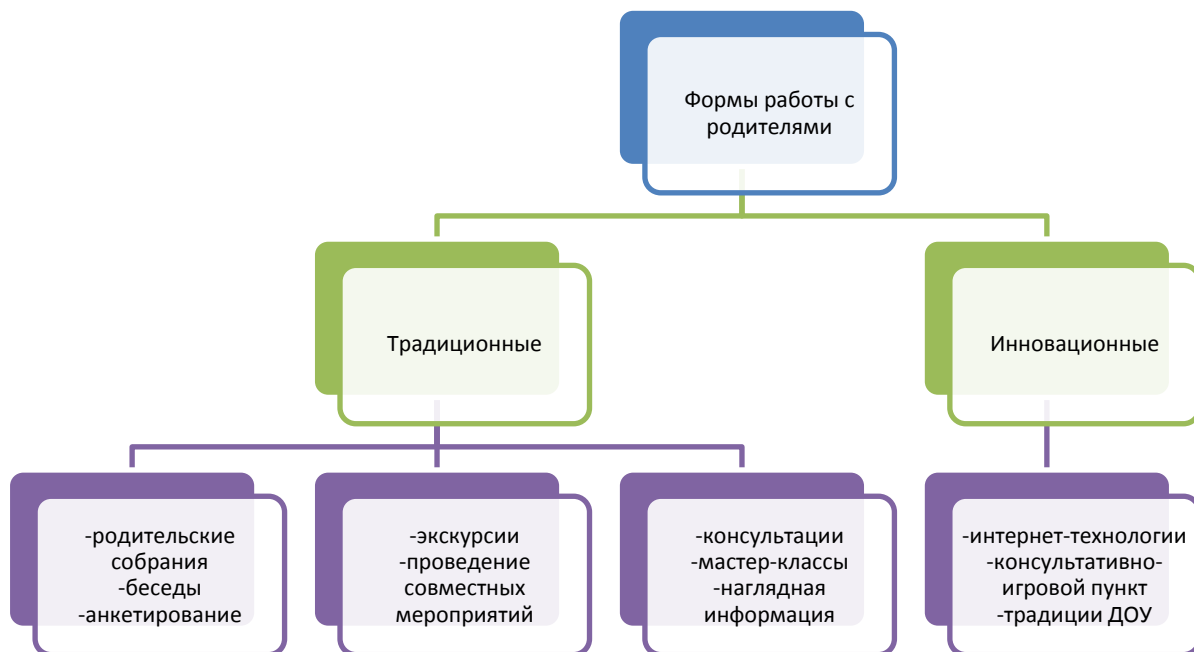 Формы работы с
родителями
Традиционные
Инновационные
-родительские
собрания
-беседы
-анкетирование
-экскурсии
-проведение
совместных
мероприятий
-консультации
-мастер-классы
-наглядная
информация
-интернет-технологии
-консультативно-
игровой пункт
-традиции ДОУ